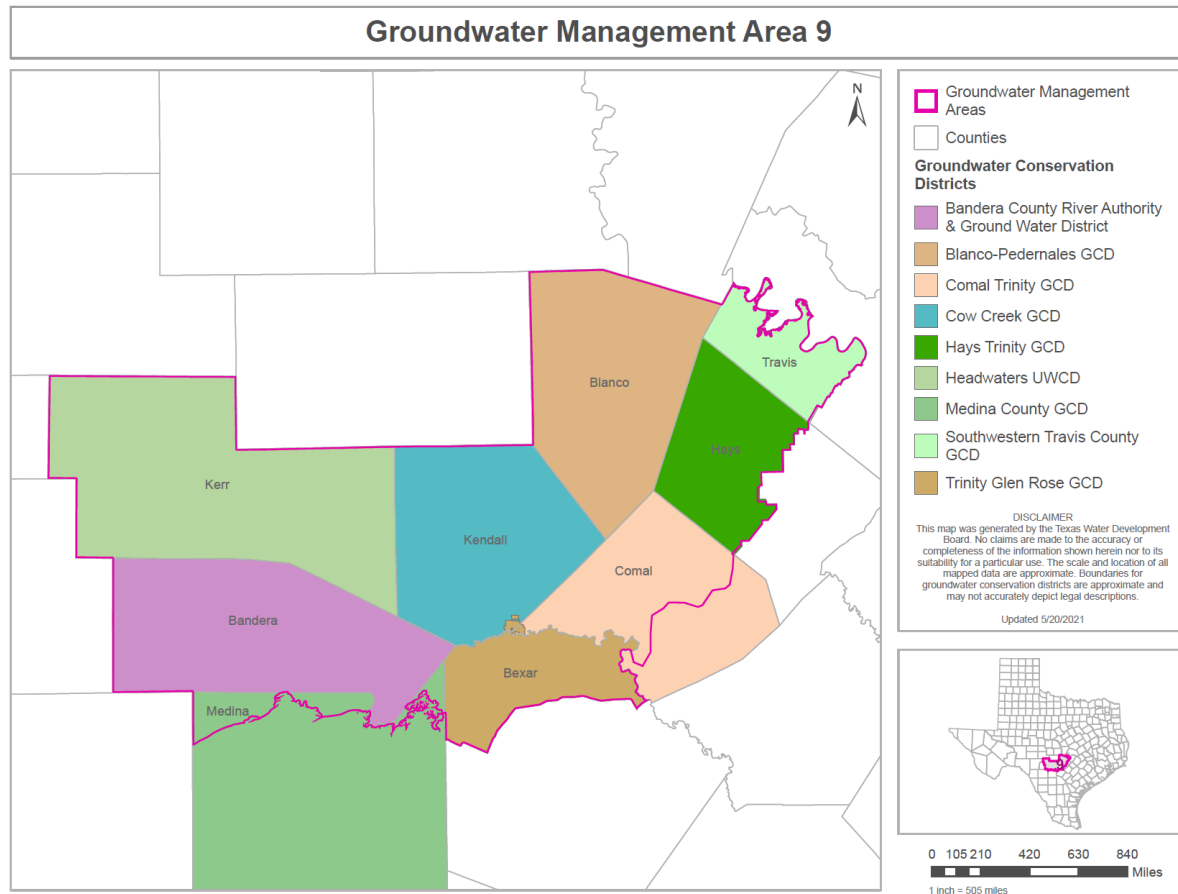 Groundwater Management Area 9
N
Blanco
Travis
Hays
Kerr
Kendall
Comal
Bandera
Bexar
Medina
Groundwater Management
Areas
Counties
Groundwater Conservation
Districts
Bandera County River Authority
& Ground Water District
Blanco-Pedernales GCD
Comal Trinity GCD
Cow Creek GCD
Hays Trinity GCD
Headwaters UWCD
Medina County GCD
Southwestern Travis County
GCD
Trinity Glen Rose GCD
DISCLAIMER
This map was generated by the Texas Water Development
Board. No claims are made to the accuracy or
completeness of the information shown herein nor to its
suitability for a particular use. The scale and location of all
mapped data are approximate. Boundaries for
groundwater conservation districts are approximate and
may not accurately depict legal descriptions.
Updated 5/20/2021
9
0 105 210 420 630 840
Miles
1 inch = 505 miles